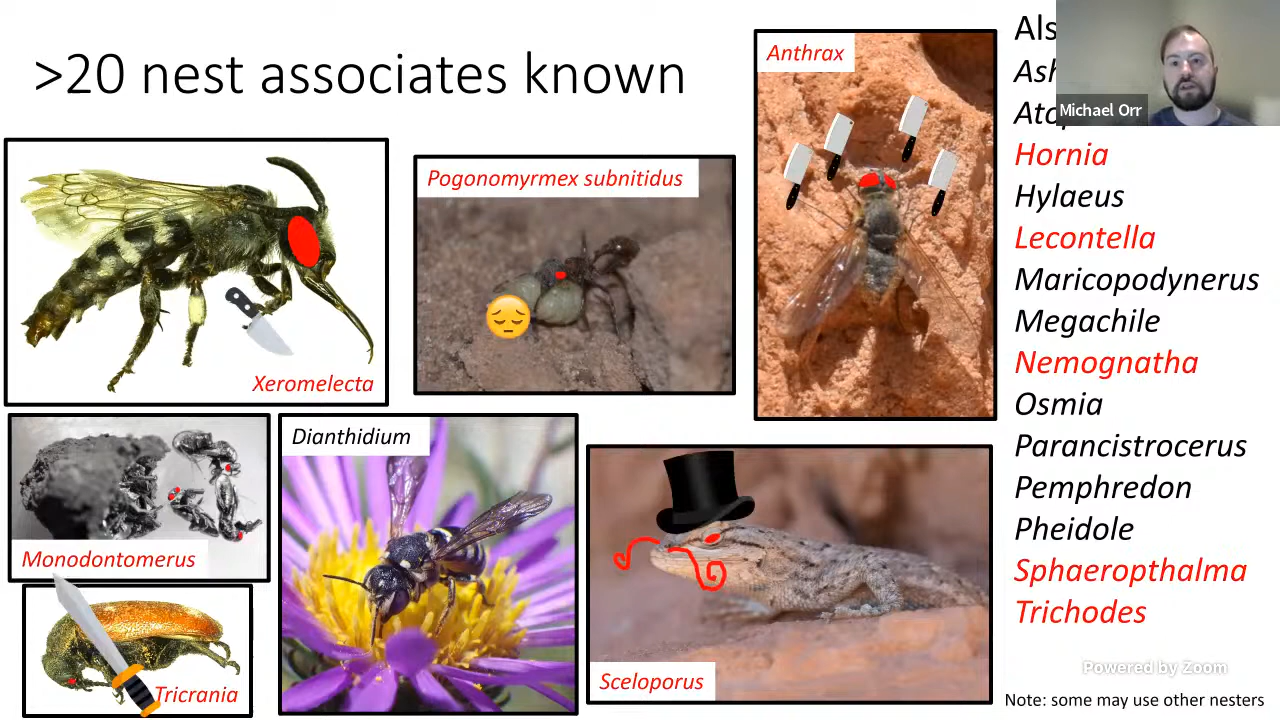 >20 nest associates known
Xeromelecta
Pogonomyrmex subnitidus
Anthrax
Monodontomerus
Dianthidium
Tricrania
Sceloporus
Michael Orr
Hornia
Hylaeus
Lecontella
Maricopodynerus
Megachile
Nemognatha
Osmia
Parancistrocerus
Pemphredon
Pheidole
Sphaeropthalma
Trichodes
Powered by Zoom
Note: some may use other nesters